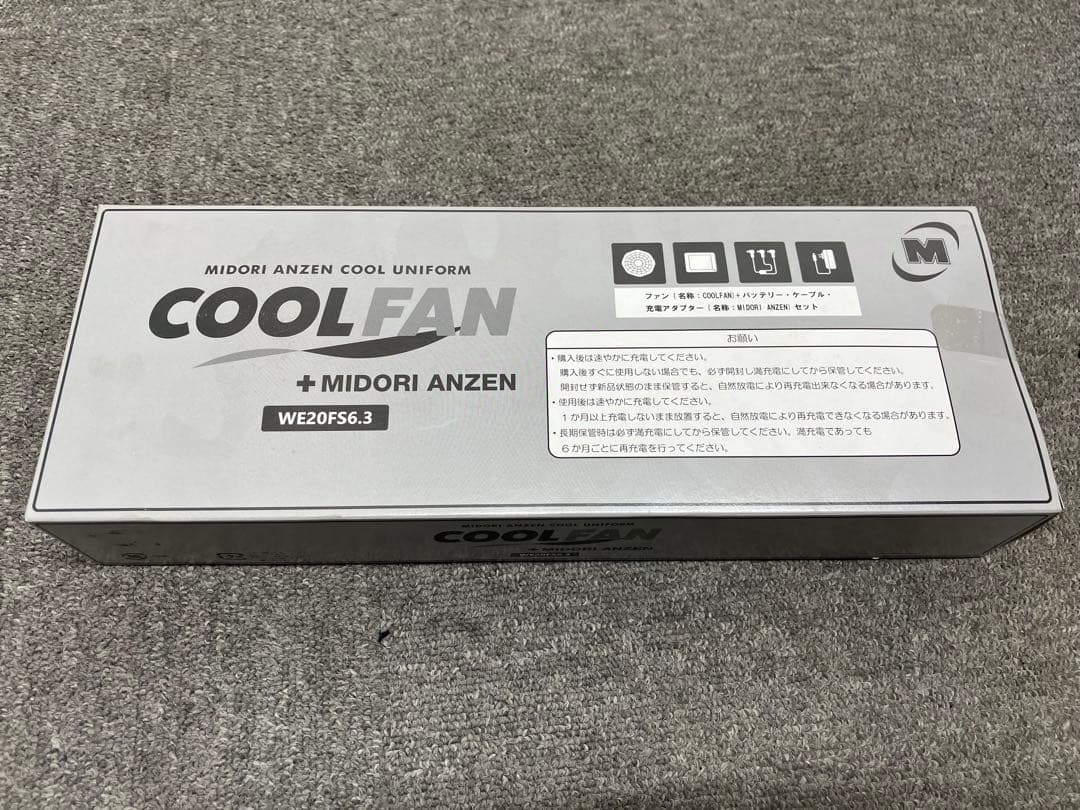 MIDORI ANZEN COOL UNIFORM
COOLFAN
+MIDORI ANZEN
WE20FS6.3
M
ファン(名称:COOLFAN)+バッテリー・ケーブル・
充電アダプター(名称:MIDORI ANZEN)セット
お願い
・購入後は速やかに充電してください。
購入後すぐに使用しない場合でも、必ず開封し満充電にしてから保管してください。
開封せず新品状態のまま保管すると、自然放電により再充電出来なくなる場合があります。
・使用後は速やかに充電してください。
1か月以上充電しないまま放置すると、自然放電により再充電できなくなる場合があります。
・長期保管時は必ず満充電にしてから保管してください。満充電であっても
6か月ごとに再充電を行ってください。
MIDORI ANZEN COOL UNIFORM
COOLFAN
+MIDORI ANZEN
WE20FS6.3